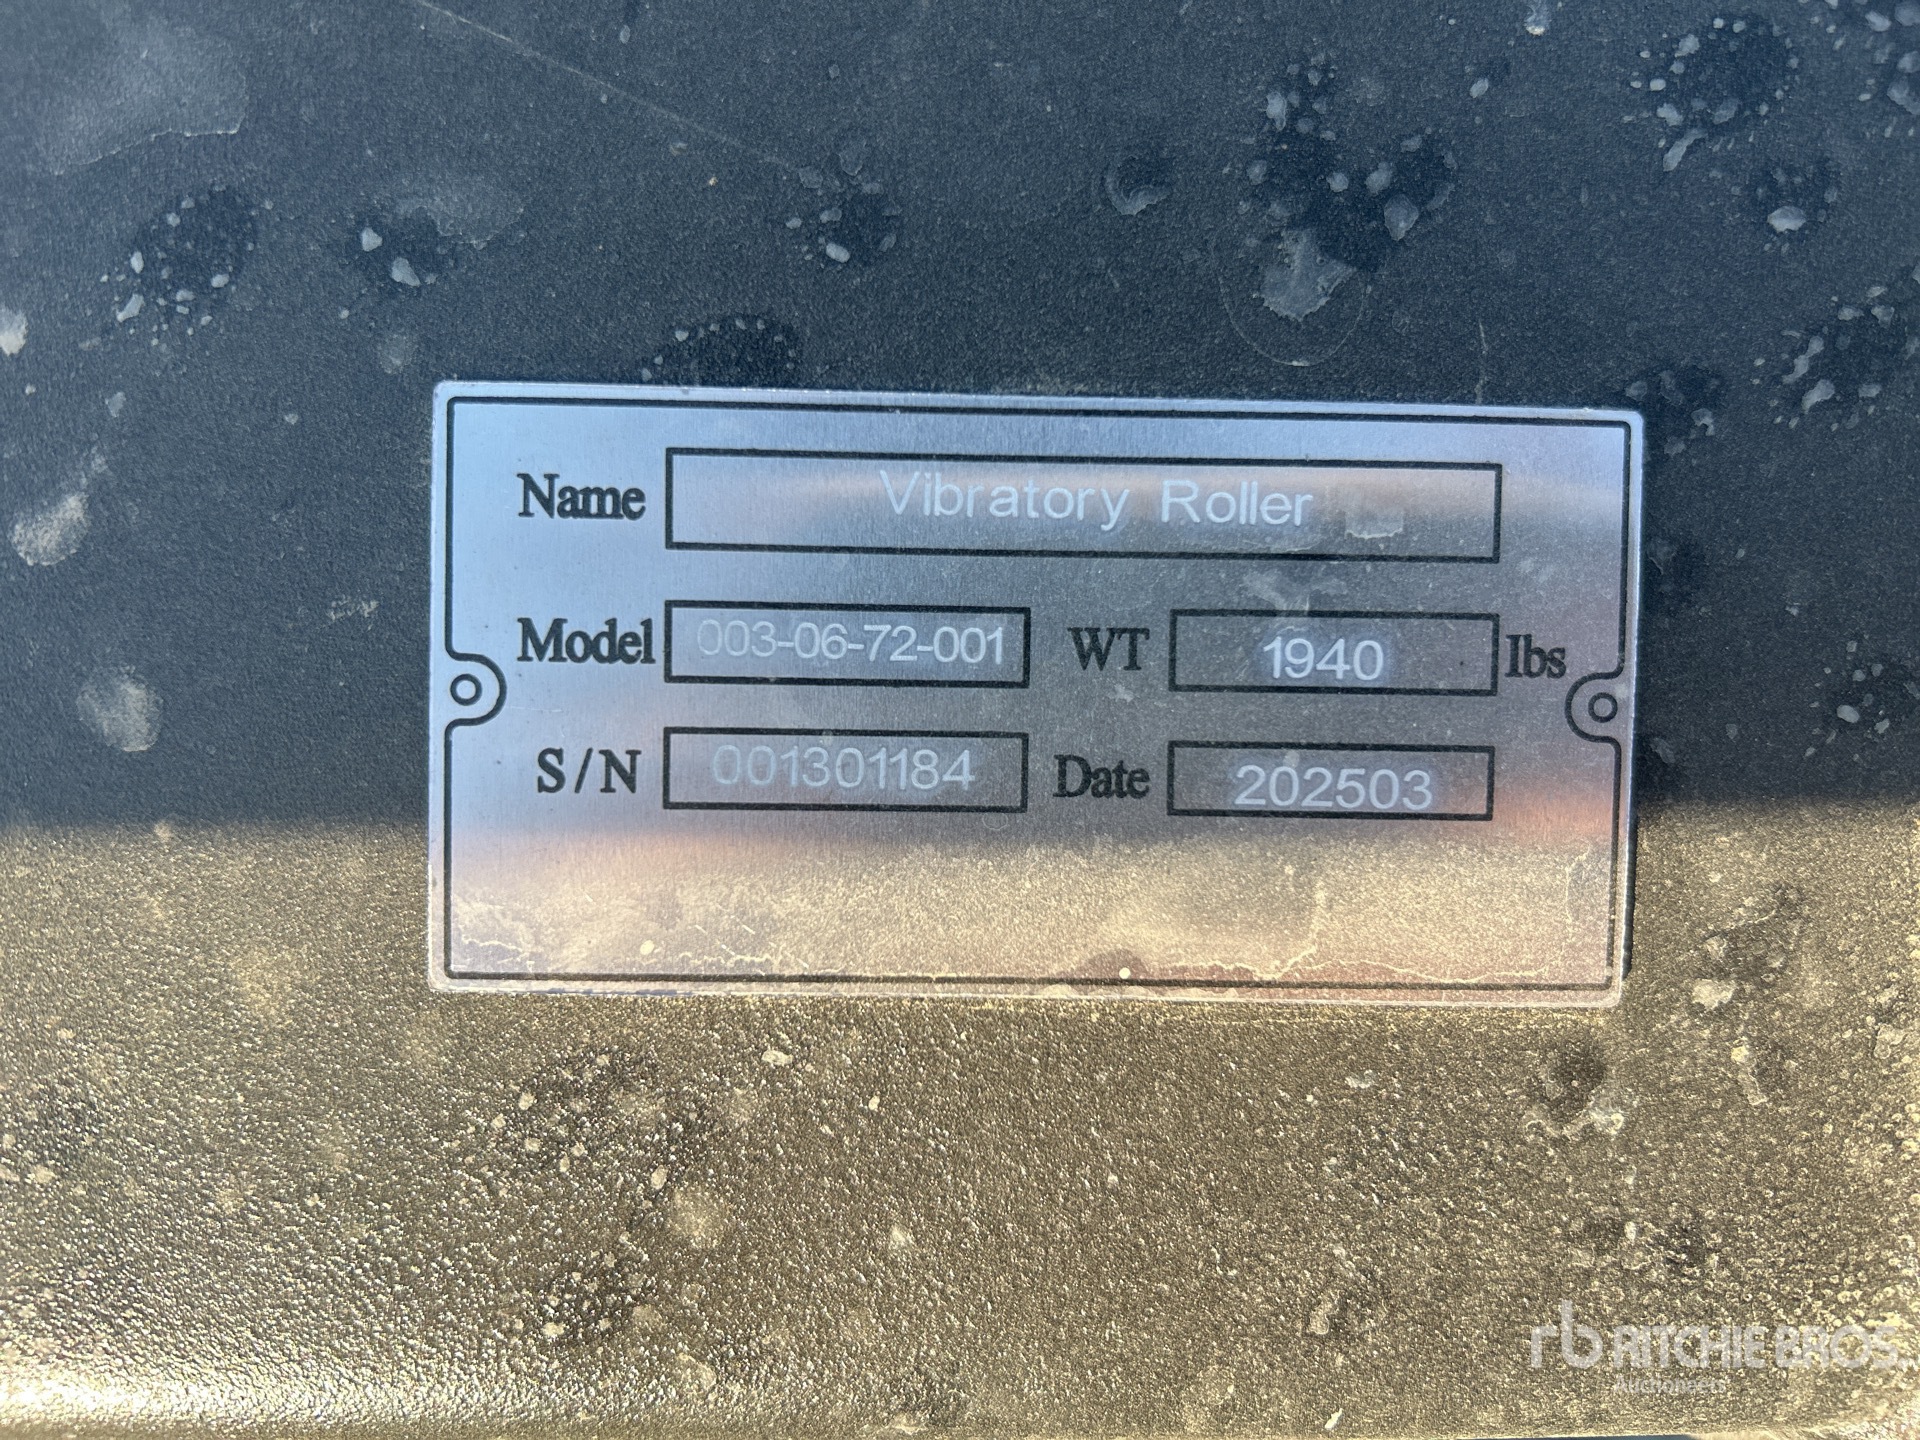 Name Vibratory Roller
Model 003-06-72-001 WT 1940 lbs
S/N 001301184 Date 202503
rb RITCHIE BROS.
Auctioneers